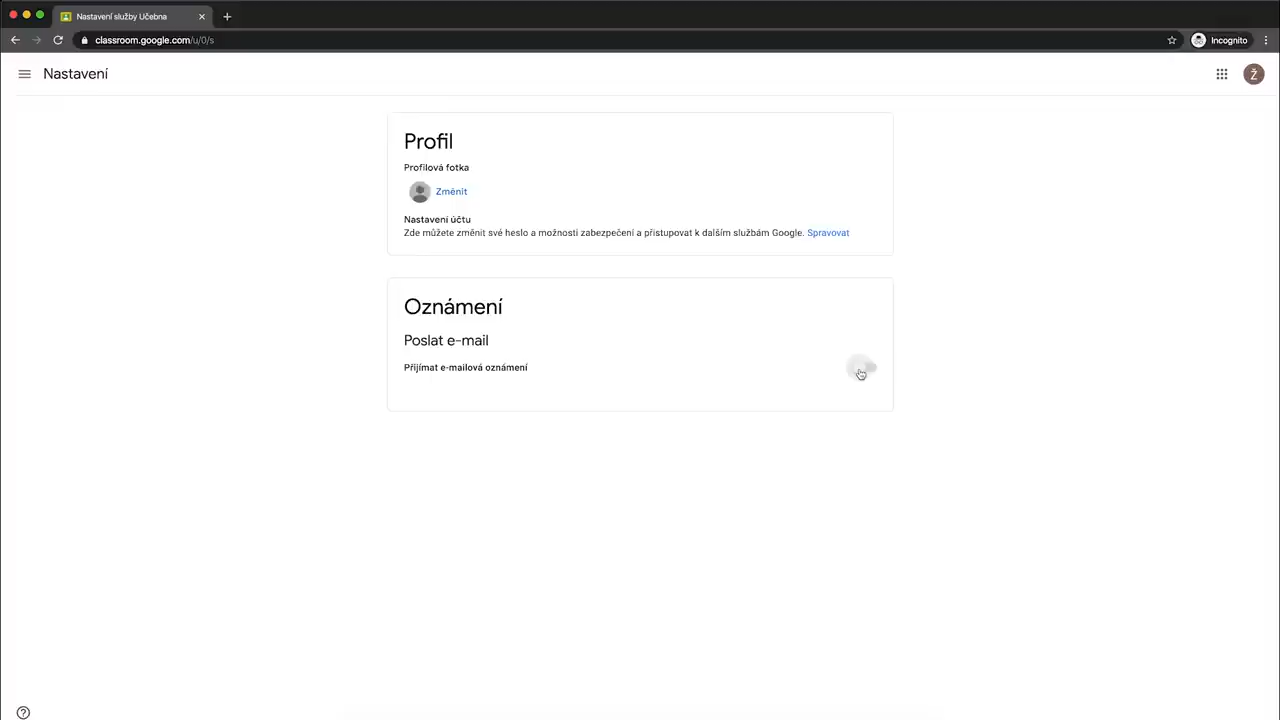 Nastavení služby Učebna
classroom.google.com/u/0/s
Incognito
Nastavení
Ž
Profil
Profilová fotka
Změnit
Nastavení účtu
Zde můžete změnit své heslo a možnosti zabezpečení a přistupovat k dalším službám Google. Spravovat
Oznámení
Poslat e-mail
Přijímat e-mailová oznámení